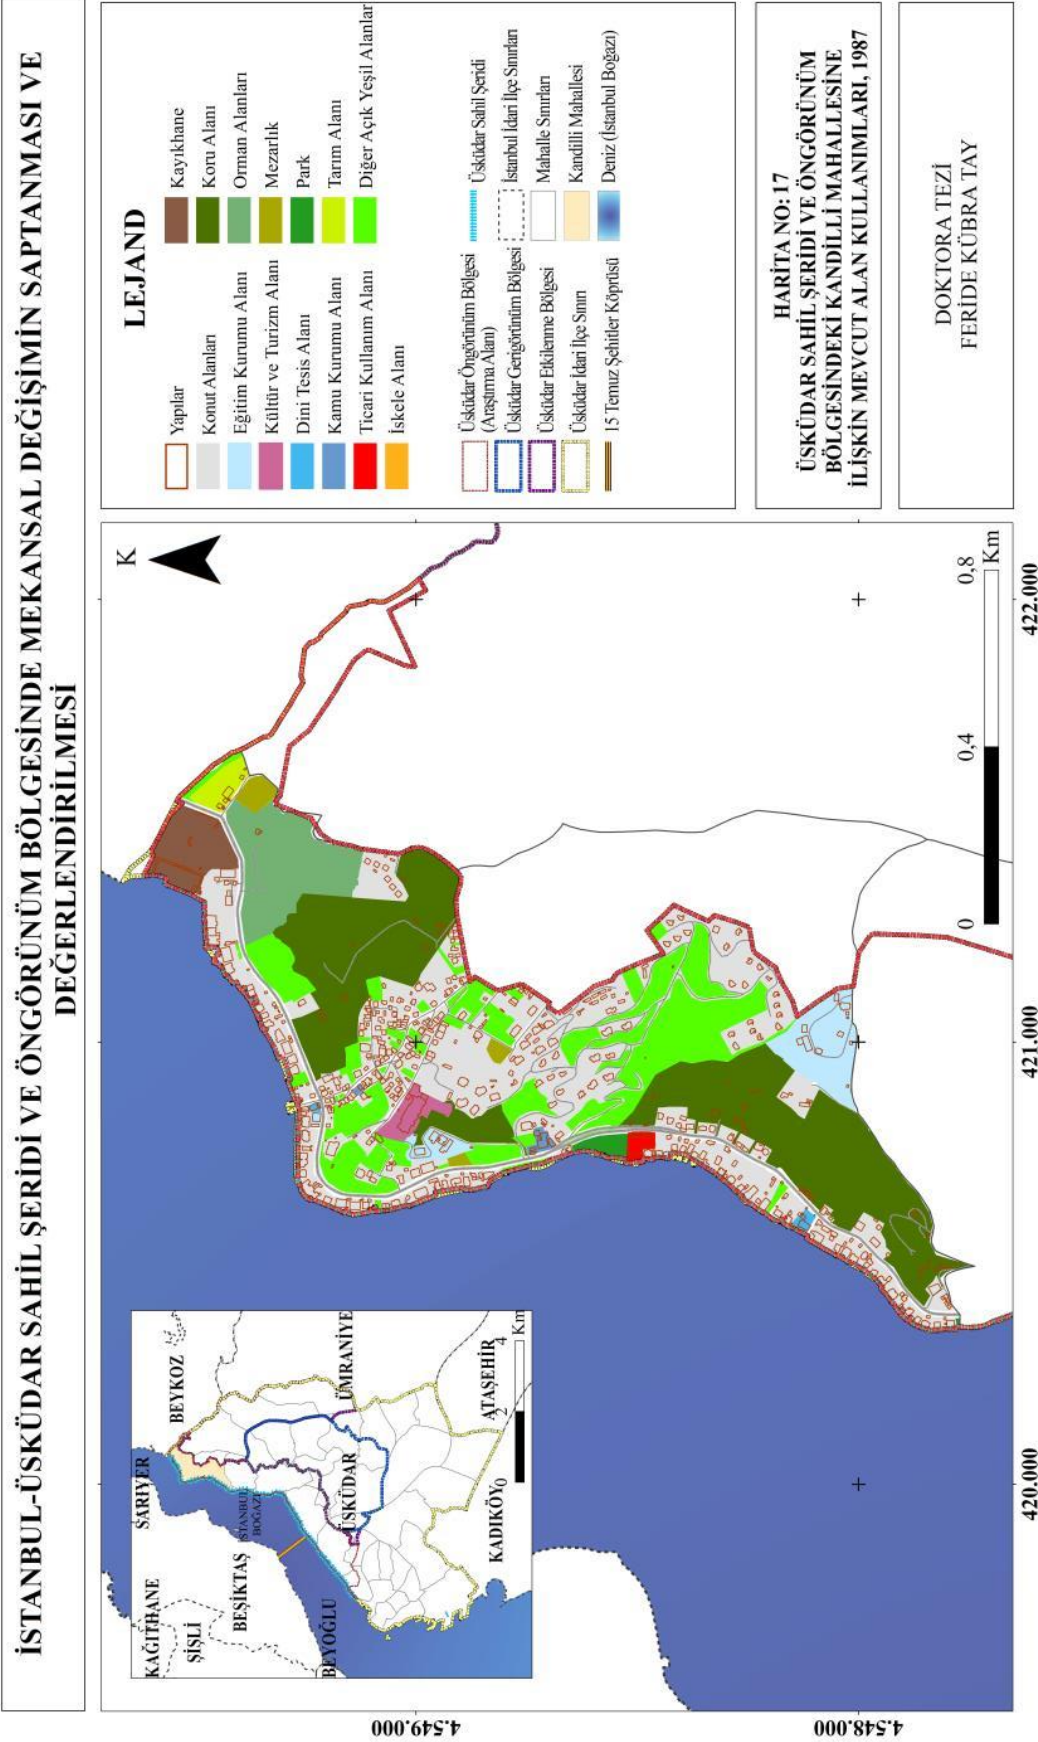 İSTANBUL-ÜSKÜDAR SAHİL ŞERİDİ VE ÖNGÖRÜNÜM BÖLGESİNDE MEKANSAL DEĞİŞİMİN SAPTANMASI VE
DEĞERLENDİRİLMESİ
KAĞITHANE
SARIYER
BEYKOZ
ŞİŞLİ
BEŞİKTAŞ
İSTANBUL
BOĞAZI
BEYOĞLU
ÜSKÜDAR
ÜMRANİYE
KADIKÖY
ATAŞEHİR
0 2 4
Km
K
4.549.000
4.548.000
420.000
421.000
422.000
0 0,4 0,8
Km
LEJAND
Yapılar
Konut Alanları
Eğitim Kurumu Alanı
Kültür ve Turizm Alanı
Dini Tesis Alanı
Kamu Kurumu Alanı
Ticari Kullanım Alanı
İskele Alanı
Kayıkhane
Koru Alanı
Orman Alanları
Mezarlık
Park
Tarım Alanı
Diğer Açık Yeşil Alanlar
Üsküdar Öngörünüm Bölgesi
(Araştırma Alanı)
Üsküdar Gerigörünüm Bölgesi
Üsküdar Etkilenme Bölgesi
Üsküdar İdari İlçe Sınırı
15 Temuz Şehitler Köprüsü
Üsküdar Sahil Şeridi
İstanbul İdari İlçe Sınırları
Mahalle Sınırları
Kandilli Mahallesi
Deniz (İstanbul Boğazı)
HARİTA NO: 17
ÜSKÜDAR SAHİL ŞERİDİ VE ÖNGÖRÜNÜM
BÖLGESİNDEKİ KANDİLLİ MAHALLESİNE
İLİŞKİN MEVCUT ALAN KULLANIMLARI, 1987
DOKTORA TEZİ
FERİDE KÜBRA TAY